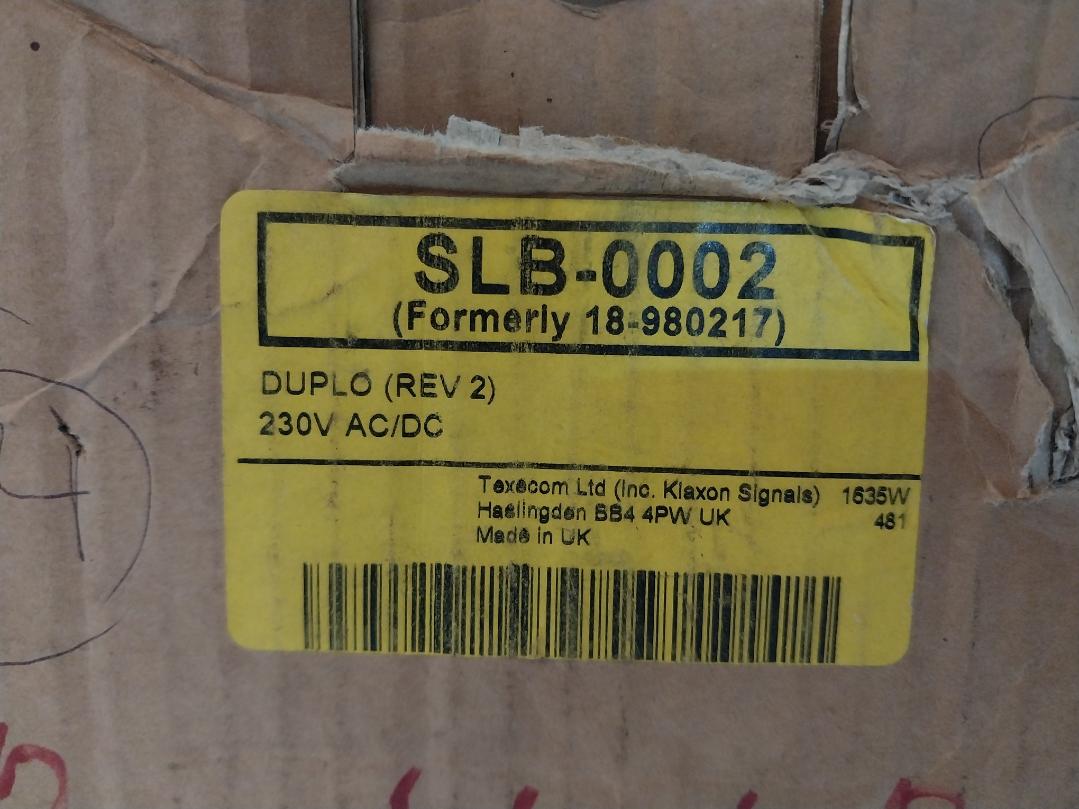 SLB-0002
(Formerly 18-980217)
DUPLO (REV 2)
230V AC/DC
Texecom Ltd (Inc. Klaxon Signals) 1635W
Haslingden BB4 4PW UK 481
Made in UK
4